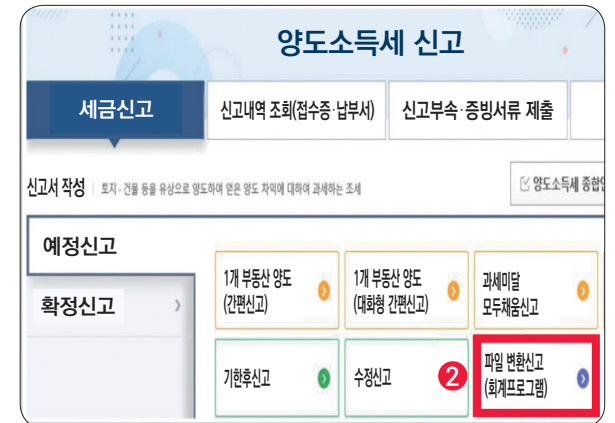 양도소득세 신고
세금신고
신고내역 조회(접수증·납부서)
신고부속·증빙서류 제출
신고서 작성
토지·건물 등을 유상으로 양도하여 얻은 양도 차익에 대하여 과세하는 조세
양도소득세 종합안
예정신고
확정신고
1개 부동산 양도
(간편신고)
1개 부동산 양도
(대화형 간편신고)
과세미달
모두채움신고
기한후신고
수정신고
2
파일 변환신고
(회계프로그램)